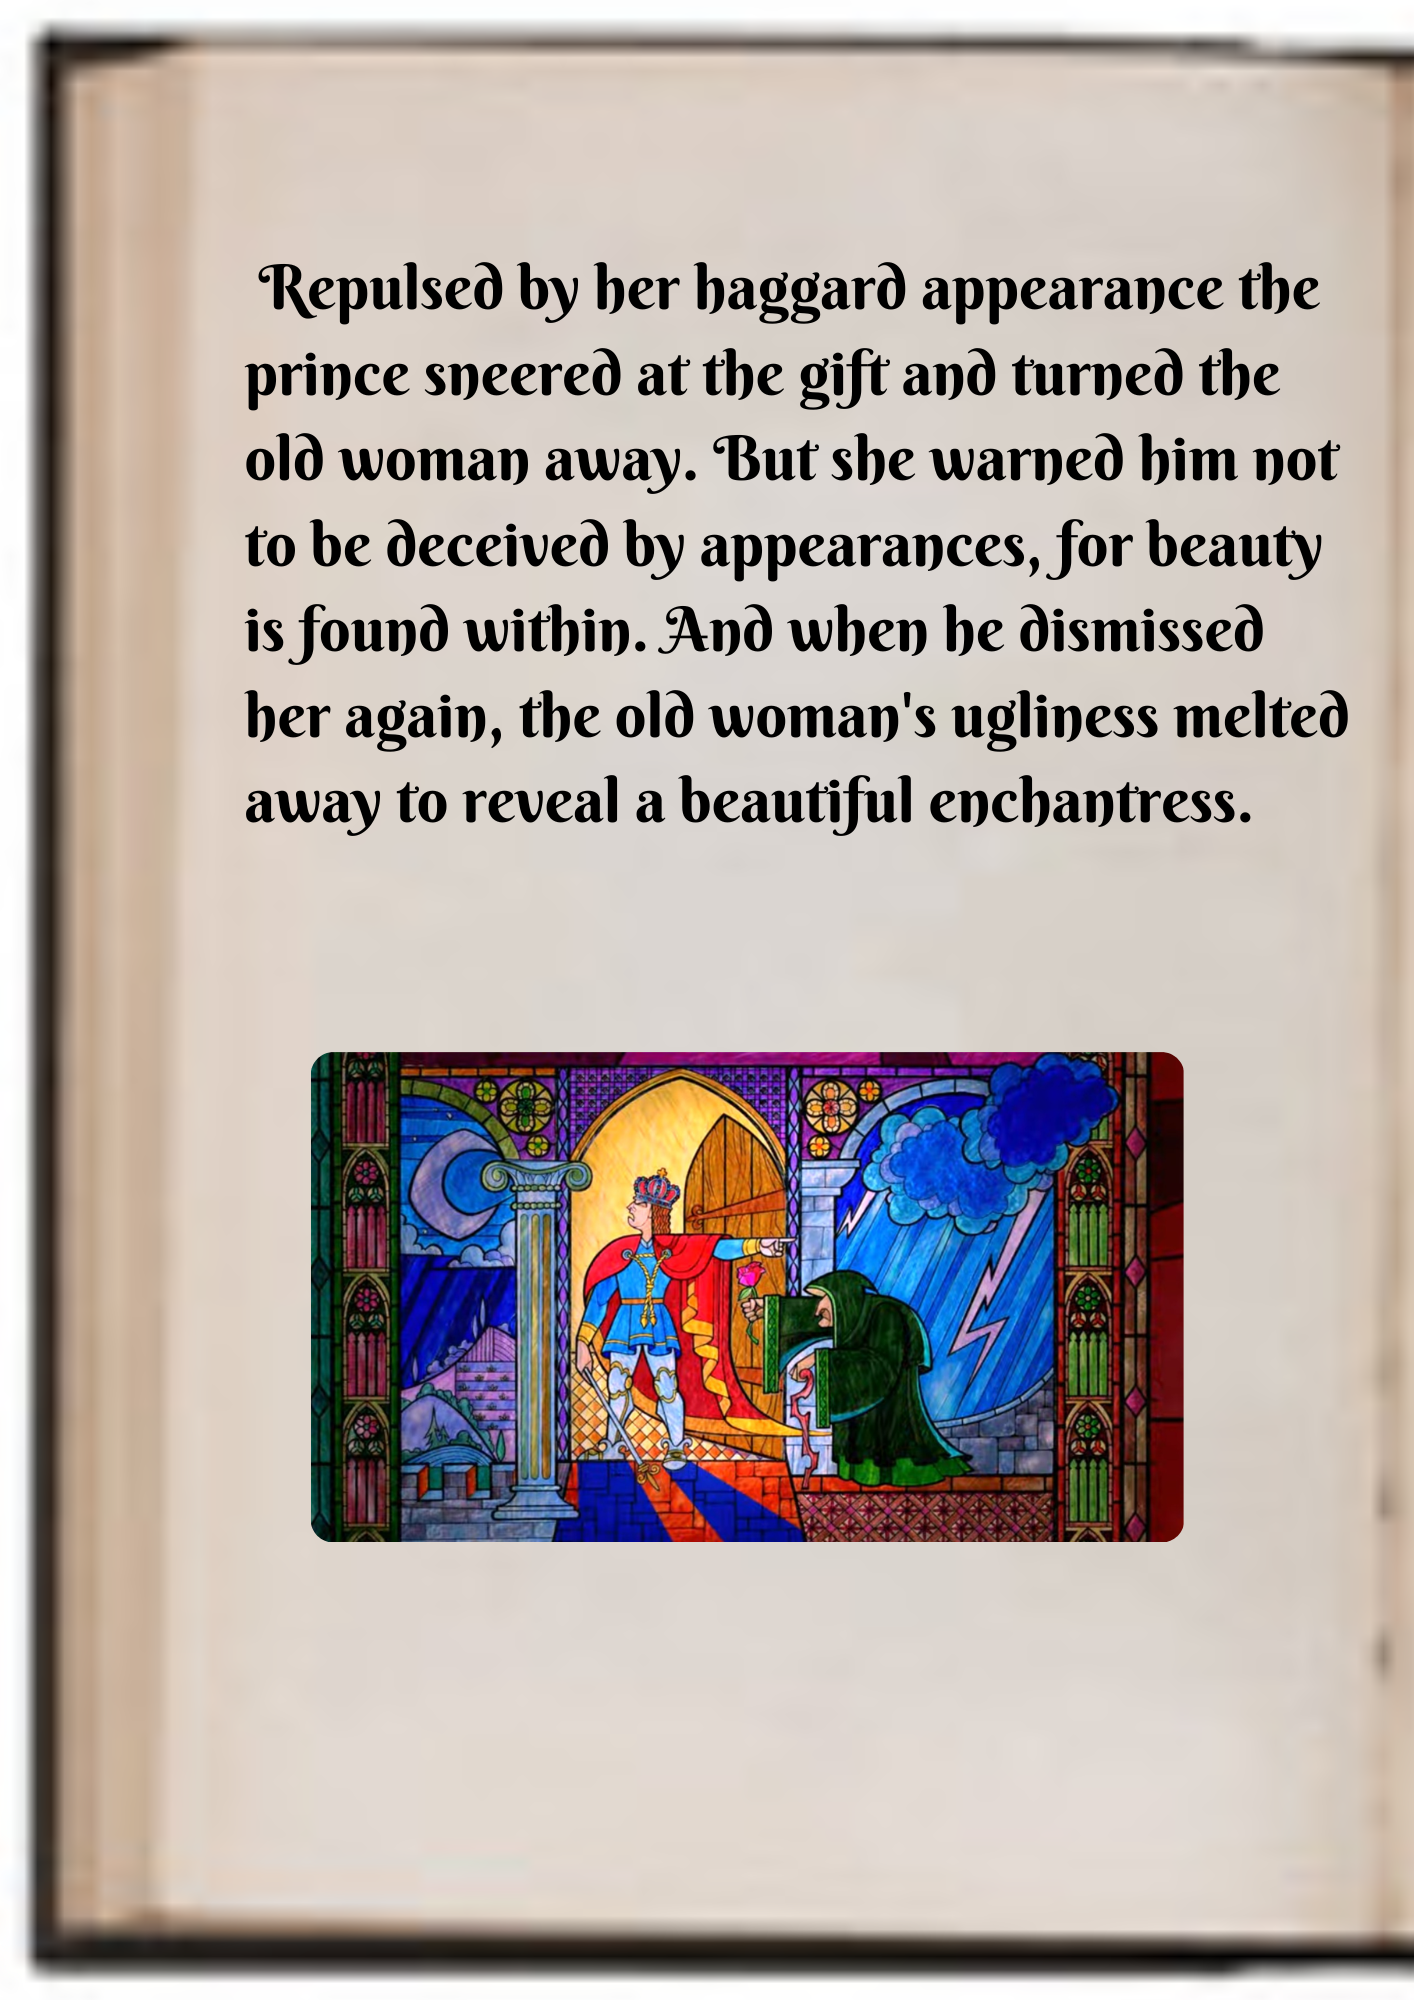 Repulsed by her haggard appearance the
prince sneered at the gift and turned the
old woman away. But she warned him not
to be deceived by appearances, for beauty
is found within. And when he dismissed
her again, the old woman's ugliness melted
away to reveal a beautiful enchantress.